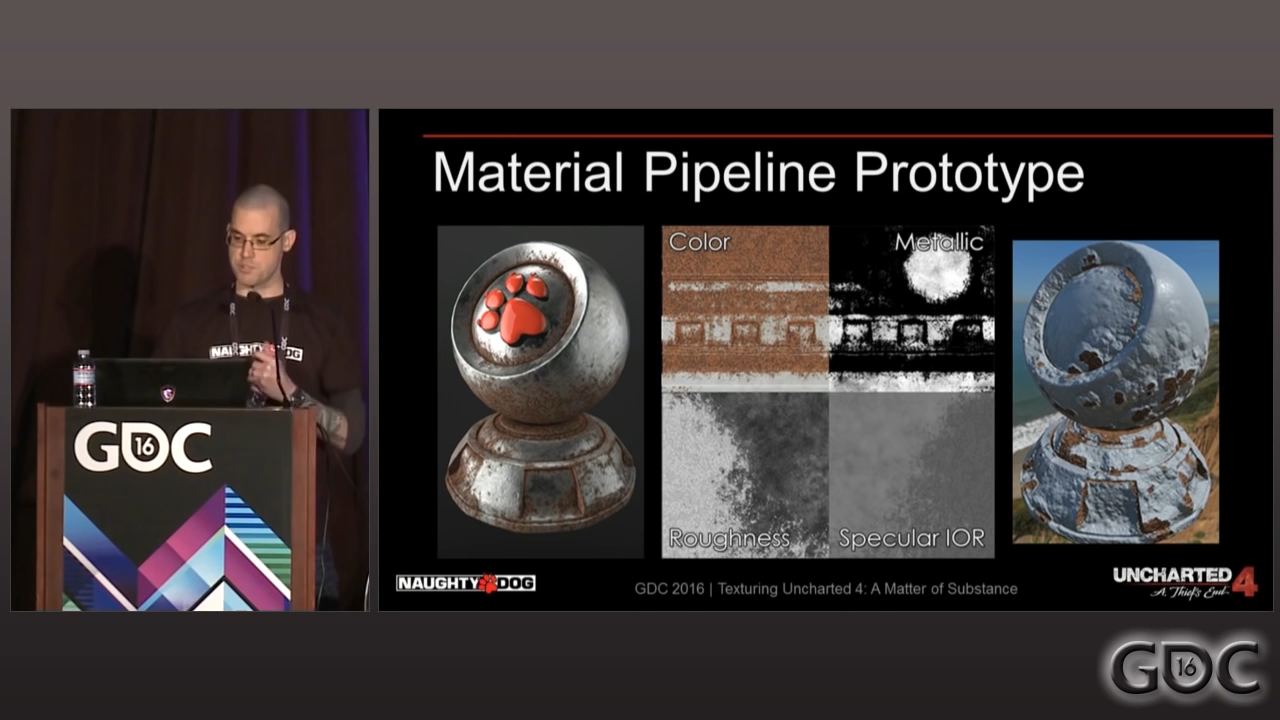 Material Pipeline Prototype
Color
Metallic
Roughness
Specular IOR
NAUGHTY DOG
GDC 2016 | Texturing Uncharted 4: A Matter of Substance
UNCHARTED 4
A Thief's End
NAUGHTY DOG
GDC
16
GDC
16